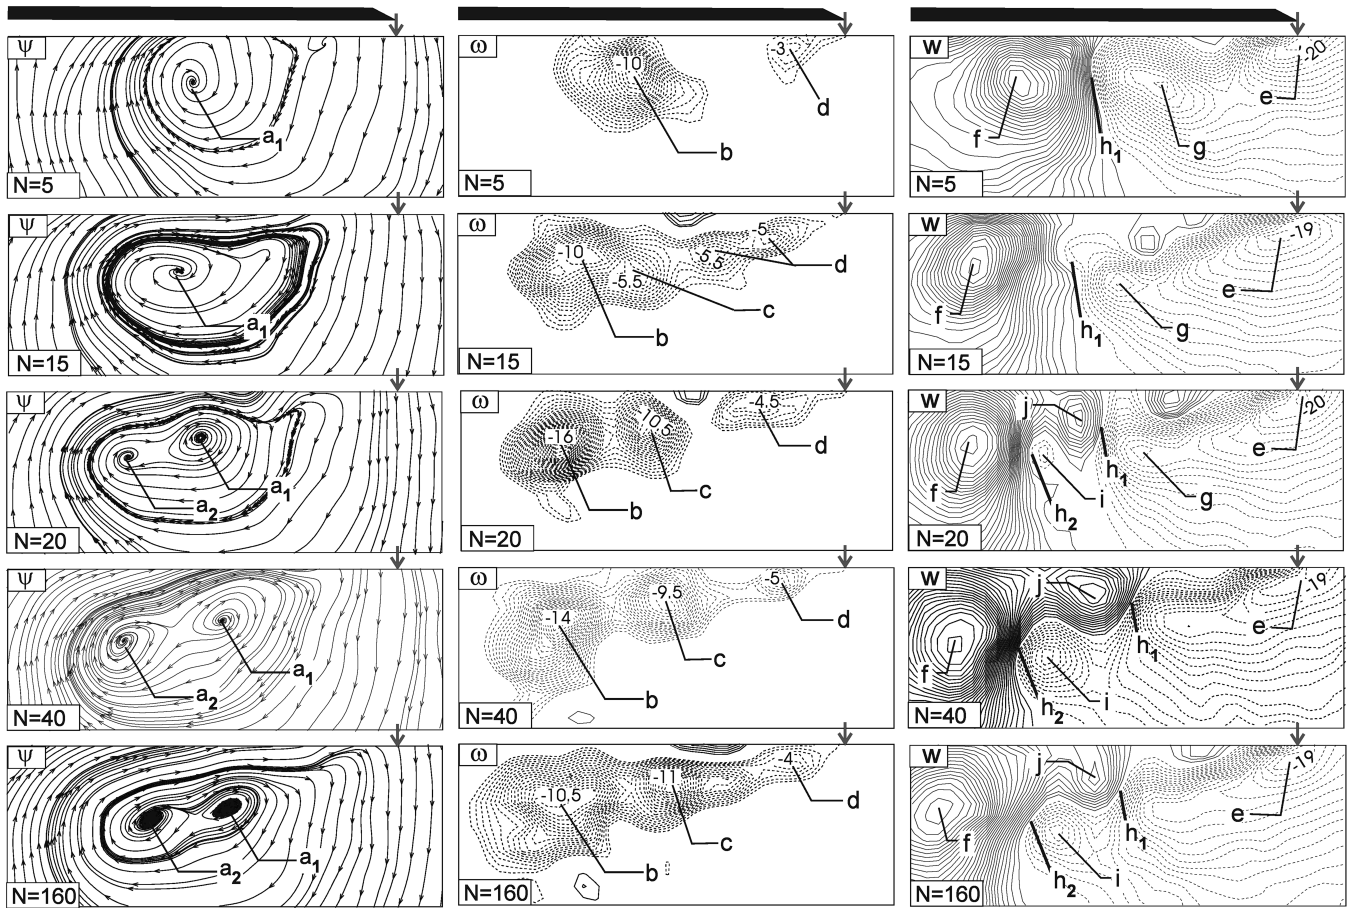 ψ
a1
N=5
ω
-10
-3
d
b
N=5
w
-20
e
f
h1
g
N=5
ψ
a1
N=15
ω
-10
-5
-5.5
-5.5
d
c
b
N=15
w
-19
e
f
h1
g
N=15
ψ
a1
a2
N=20
ω
-16
10.5
-4.5
d
c
b
N=20
w
j
-20
e
f
h1
h2
i
g
N=20
ψ
a1
a2
N=40
ω
-14
-9.5
-5
d
c
b
N=40
w
j
-19
e
f
h1
h2
i
N=40
ψ
a1
a2
N=160
ω
-10,5
-11
-4
d
c
b
N=160
w
j
-19
e
f
h1
h2
i
N=160